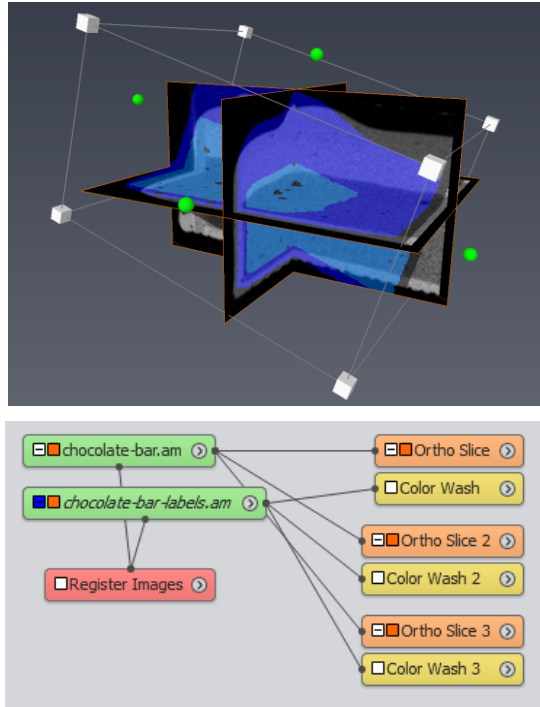 chocolate-bar.am
Ortho Slice
Color Wash
chocolate-bar-labels.am
Ortho Slice 2
Color Wash 2
Register Images
Ortho Slice 3
Color Wash 3